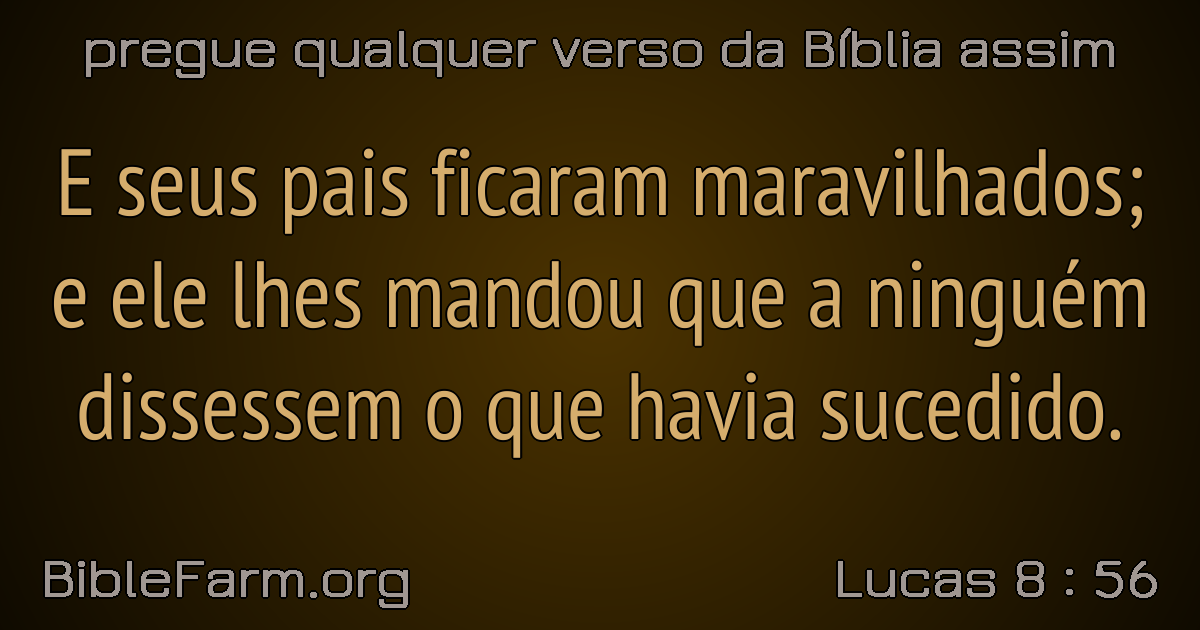 pregue qualquer verso da Bíblia assim
E seus pais ficaram maravilhados;
e ele lhes mandou que a ninguém
dissessem o que havia sucedido.
BibleFarm.org
Lucas 8 : 56